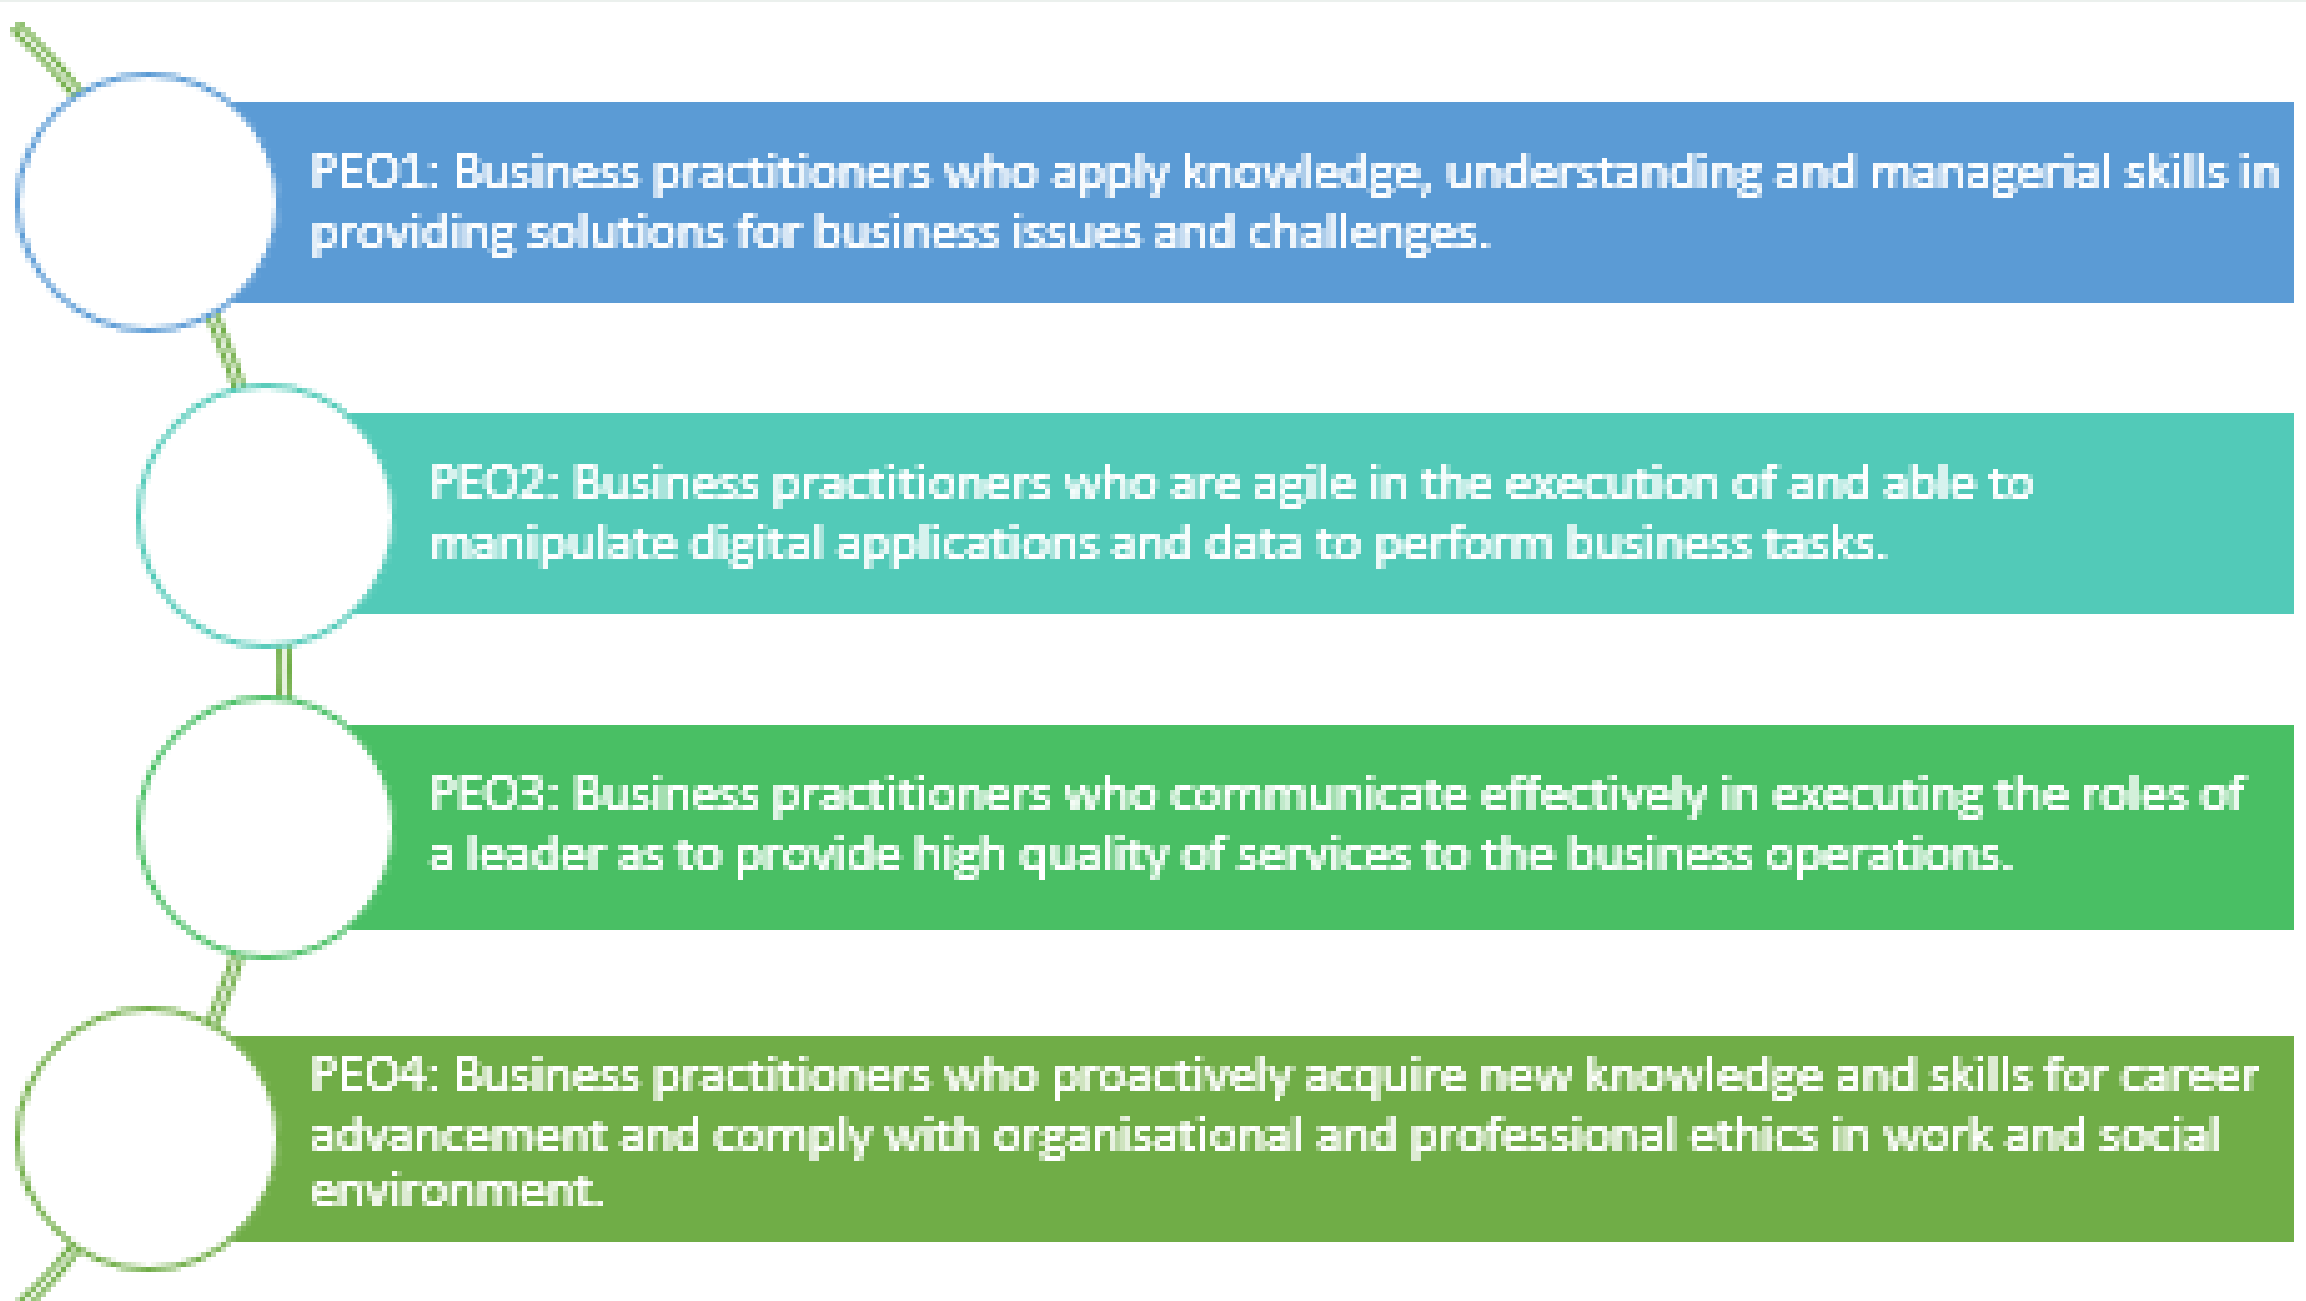 PEO1: Business practitioners who apply knowledge, understanding and managerial skills in
providing solutions for business issues and challenges.
PEO2: Business practitioners who are agile in the execution of and able to
manipulate digital applications and data to perform business tasks.
PEO3: Business practitioners who communicate effectively in executing the roles of
a leader as to provide high quality of services to the business operations.
PEO4: Business practitioners who proactively acquire new knowledge and skills for career
advancement and comply with organisational and professional ethics in work and social
environment.